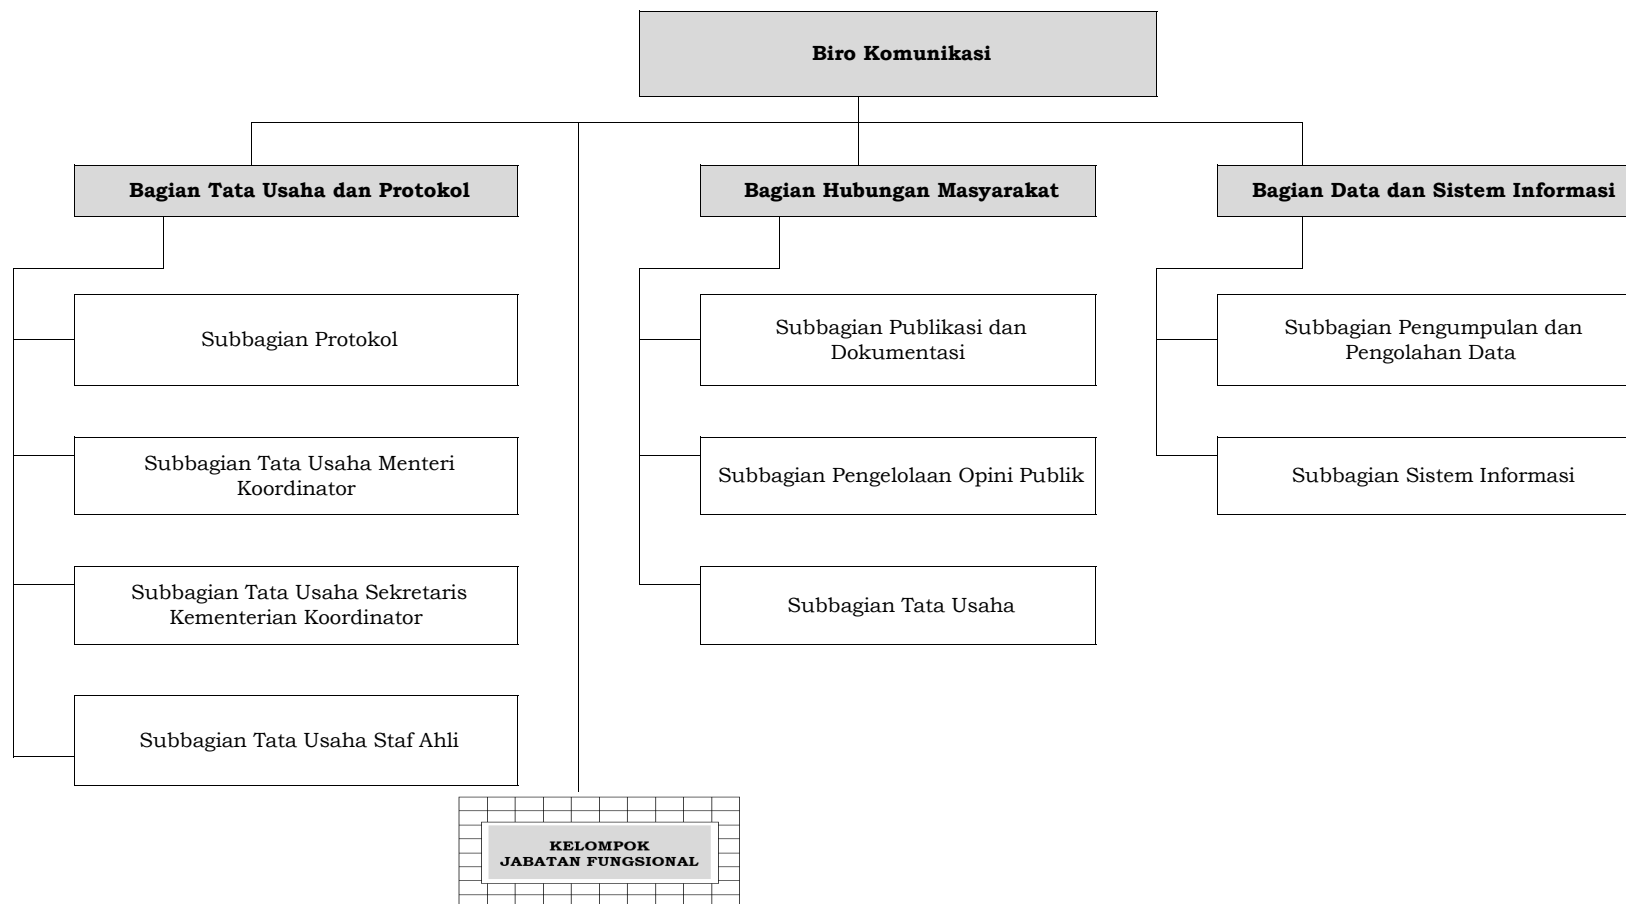 Biro Komunikasi
Bagian Tata Usaha dan Protokol
Bagian Hubungan Masyarakat
Bagian Data dan Sistem Informasi
Subbagian Protokol
Subbagian Publikasi dan
Dokumentasi
Subbagian Pengumpulan dan
Pengolahan Data
Subbagian Tata Usaha Menteri
Koordinator
Subbagian Pengelolaan Opini Publik
Subbagian Sistem Informasi
Subbagian Tata Usaha Sekretaris
Kementerian Koordinator
Subbagian Tata Usaha
Subbagian Tata Usaha Staf Ahli
KELOMPOK
JABATAN FUNGSIONAL